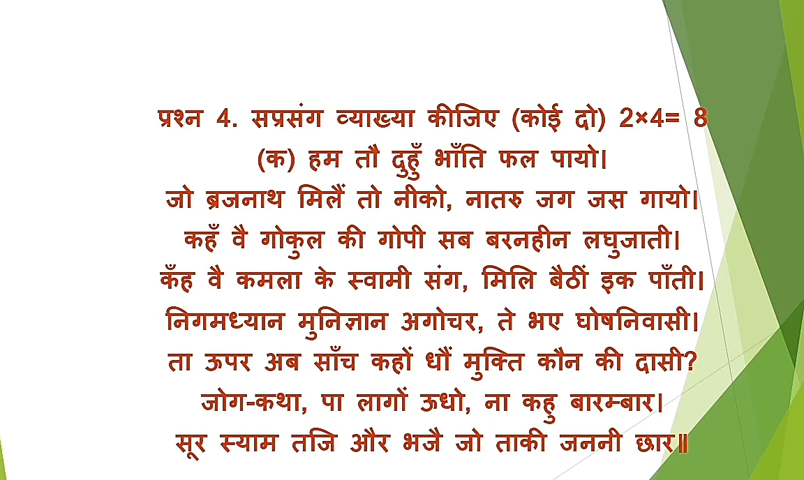 प्रश्न 4. सप्रसंग व्याख्या कीजिए (कोई दो) 2×4= 8
(क) हम तौ दुहुँ भाँति फल पायो।
जो ब्रजनाथ मिलैं तो नीको, नातरु जग जस गायो।
कहँ वै गोकुल की गोपी सब बरनहीन लघुजाती।
कँह वै कमला के स्वामी संग, मिलि बैठीं इक पाँती।
निगमध्यान मुनिज्ञान अगोचर, ते भए घोषनिवासी।
ता ऊपर अब साँच कहों धौं मुक्ति कौन की दासी?
जोग-कथा, पा लागों ऊधो, ना कहु बारम्बार।
सूर स्याम तजि और भजै जो ताकी जननी छार॥